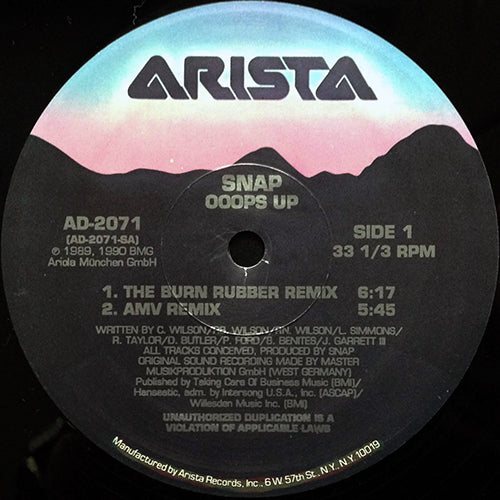 ARISTA
SNAP
OOOPS UP
AD-2071
(AD-2071-SA)
℗ 1989, 1990 BMG
Ariola München GmbH
SIDE 1
33 1/3 RPM
1. THE BURN RUBBER REMIX 6:17
2. AMV REMIX 5:45
WRITTEN BY C. WILSON/RR. WILSON/RN. WILSON/L. SIMMONS/
R. TAYLOR/D. BUTLER/P. FORD/B. BENITES/J. GARRETT III
ALL TRACKS CONCEIVED, PRODUCED BY SNAP
ORIGINAL SOUND RECORDING MADE BY MASTER
MUSIKPRODUKTION GmbH (WEST GERMANY)
Published by Taking Care Of Business Music (BMI)/
Hanseatic, adm. by Intersong U.S.A., Inc. (ASCAP)/
Willesden Music Inc. (BMI)
UNAUTHORIZED DUPLICATION IS A
VIOLATION OF APPLICABLE LAWS
Manufactured by Arista Records, Inc., 6 W. 57th St., N.Y., N.Y. 10019